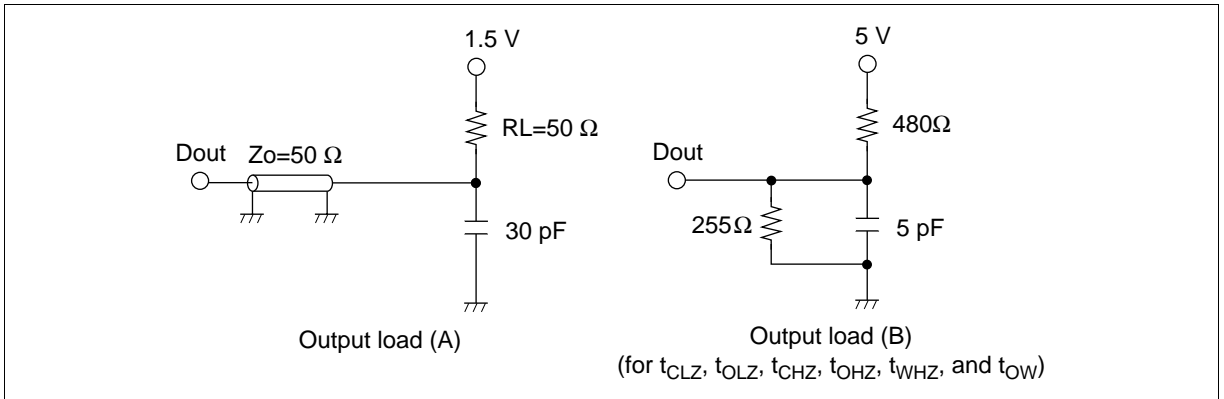 1.5 V
RL=50 Ω
Dout
Zo=50 Ω
30 pF
Output load (A)
5 V
480Ω
Dout
255Ω
5 pF
Output load (B)
(for tCLZ, tOLZ, tCHZ, tOHZ, tWHZ, and tOW)